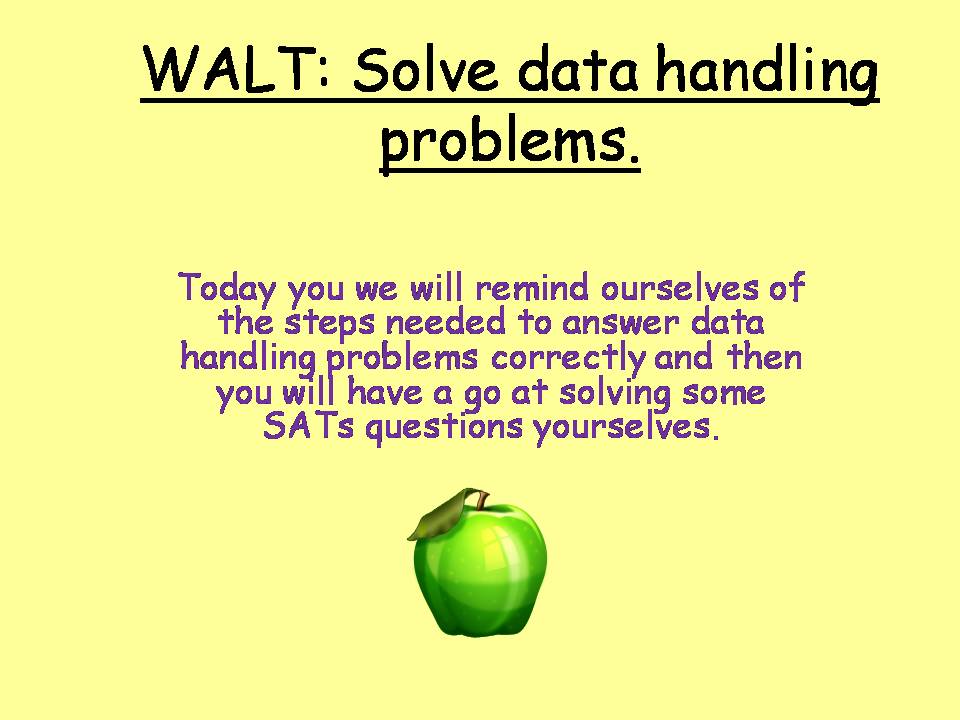 WALT: Solve data handling
problems.
Today you we will remind ourselves of
the steps needed to answer data
handling problems correctly and then
you will have a go at solving some
SATs questions yourselves.